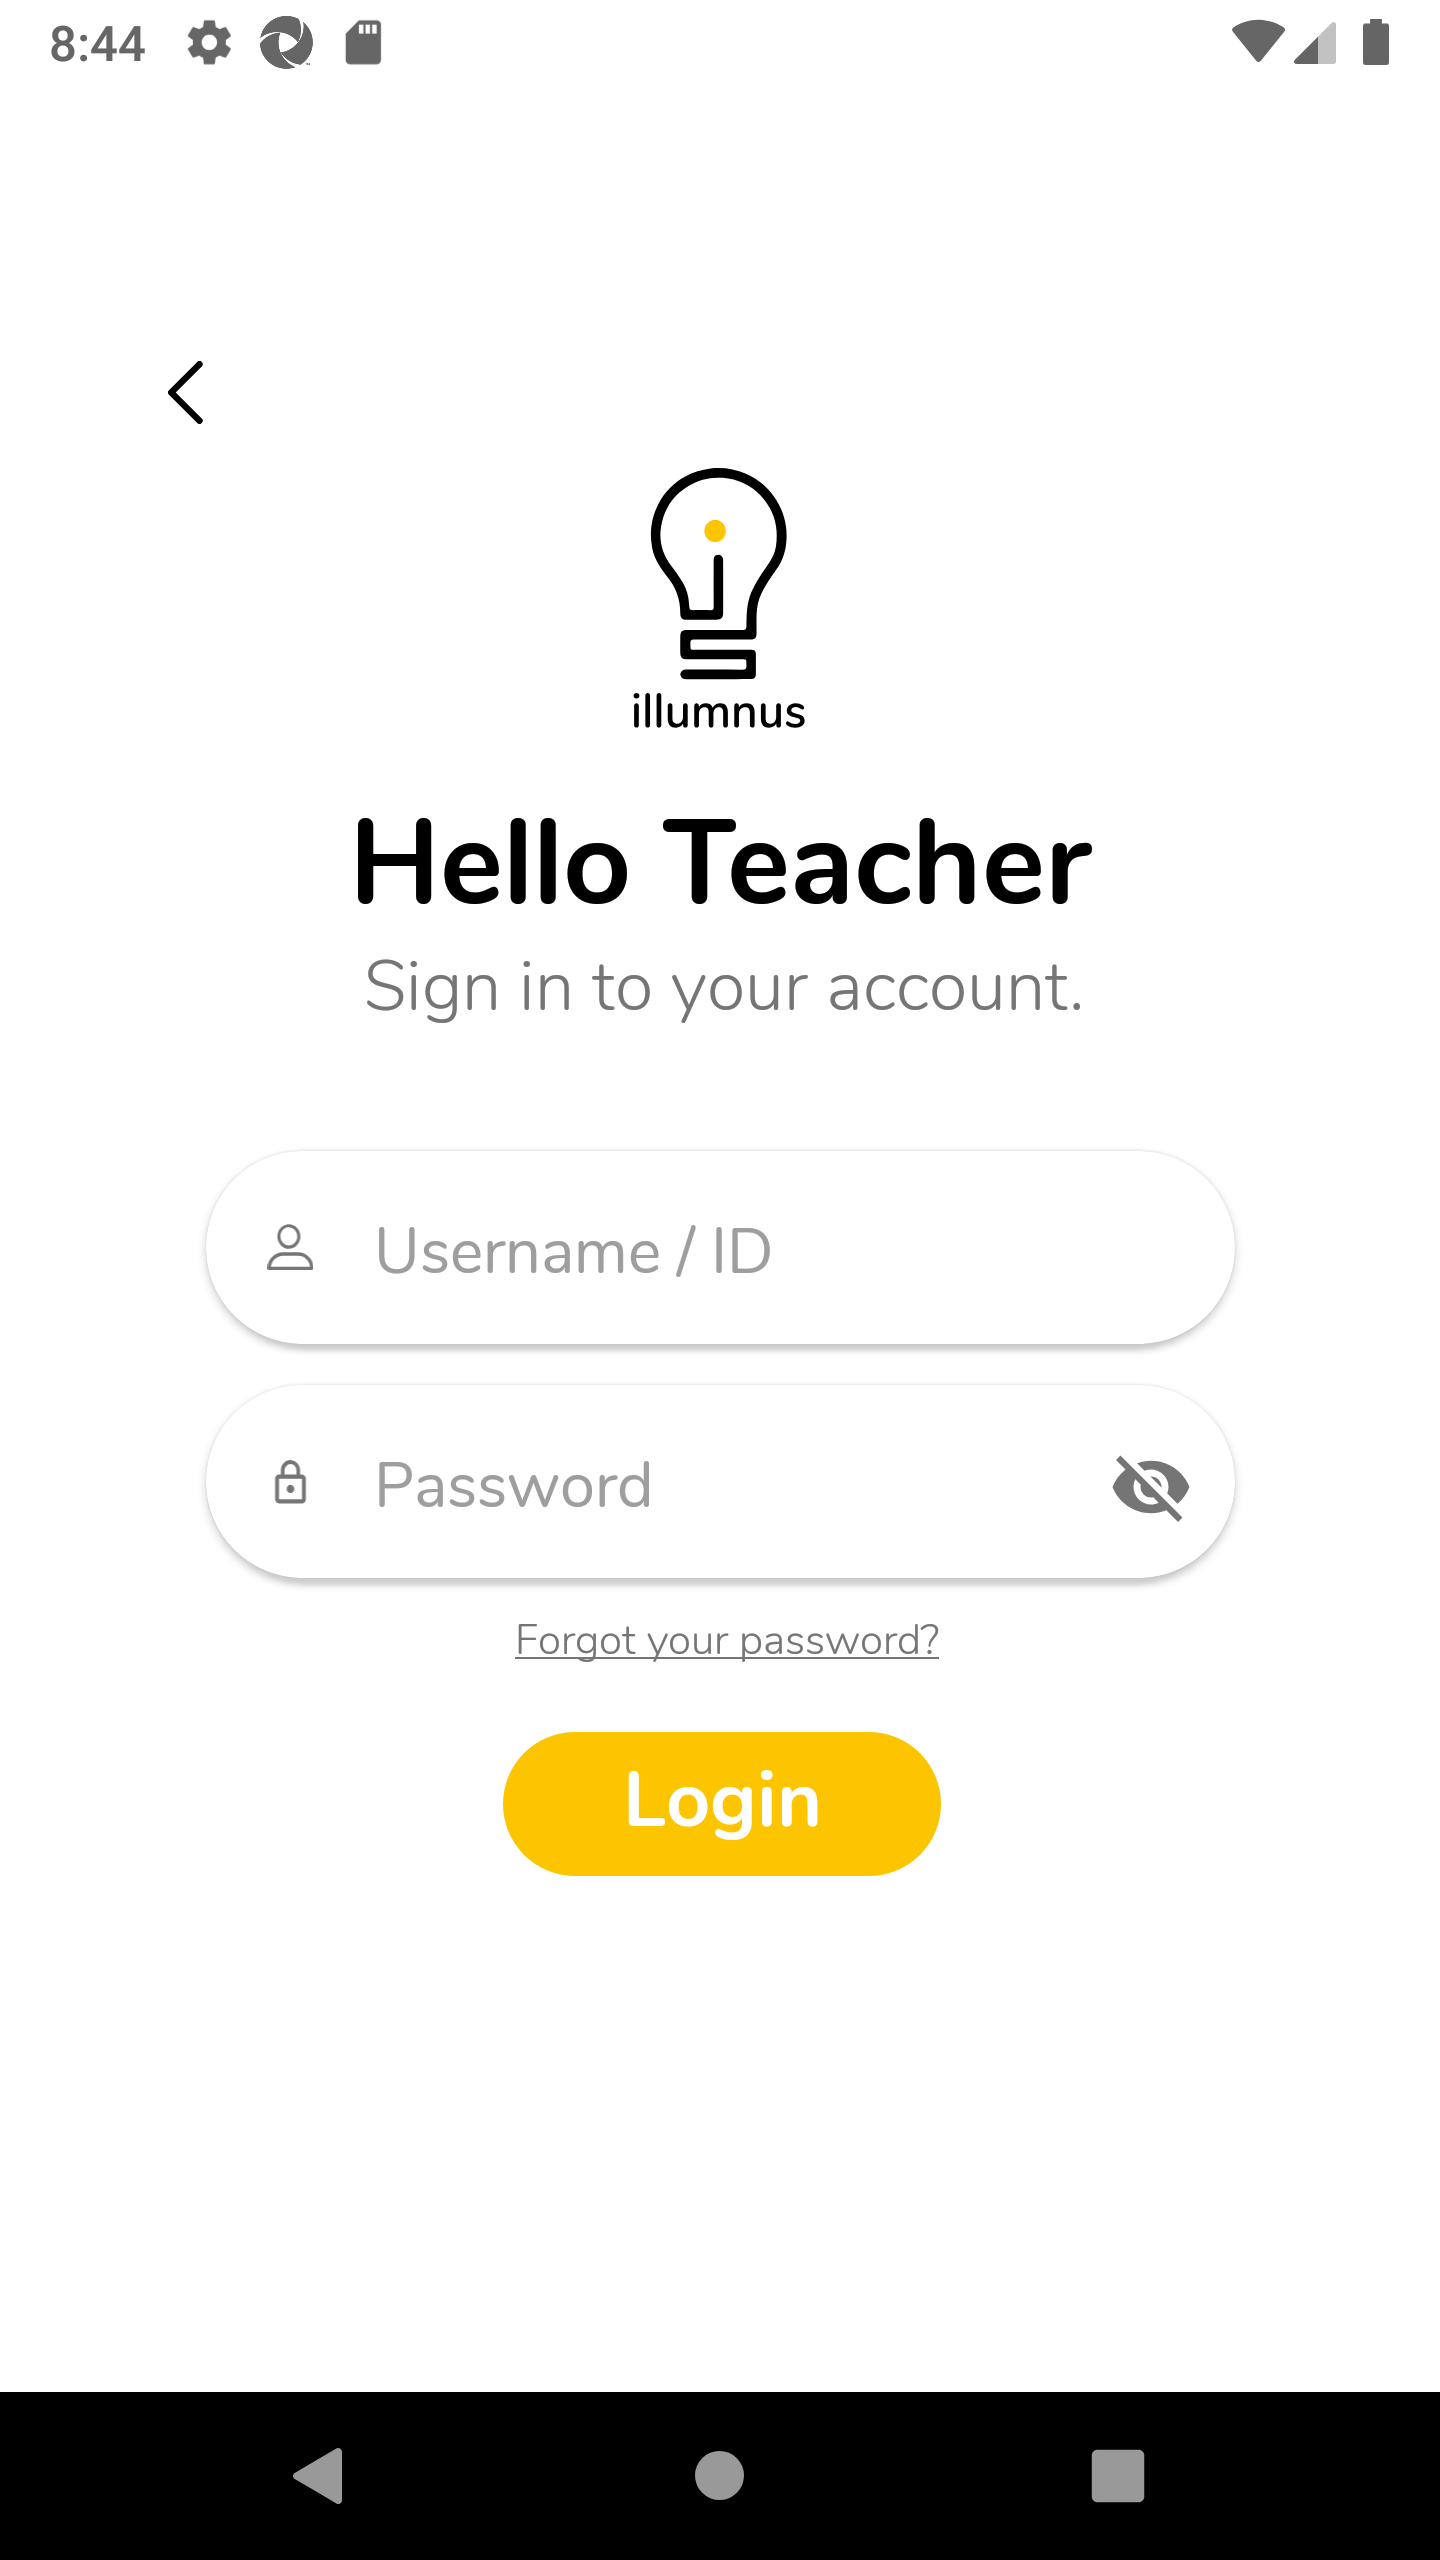 8:44
illumnus
Hello Teacher
Sign in to your account.
Username / ID
Password
Forgot your password?
Login